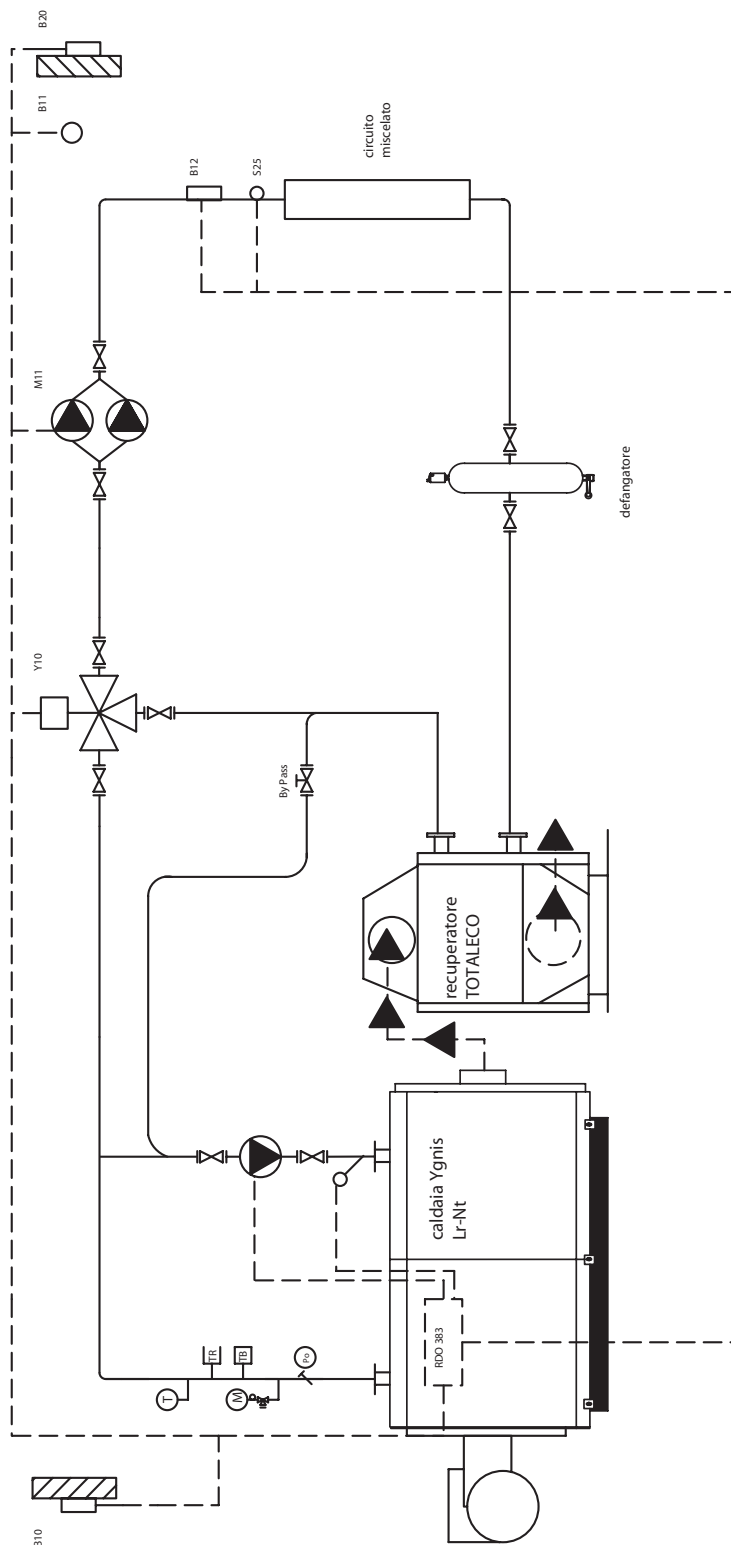 B20
B11
circuito
miscelato
B12
S25
M11
defangatore
Y10
By Pass
recuperatore
TOTALECO
caldaia Ygnis
Lr-Nt
RDO 383
TR
TB
Po
T
M